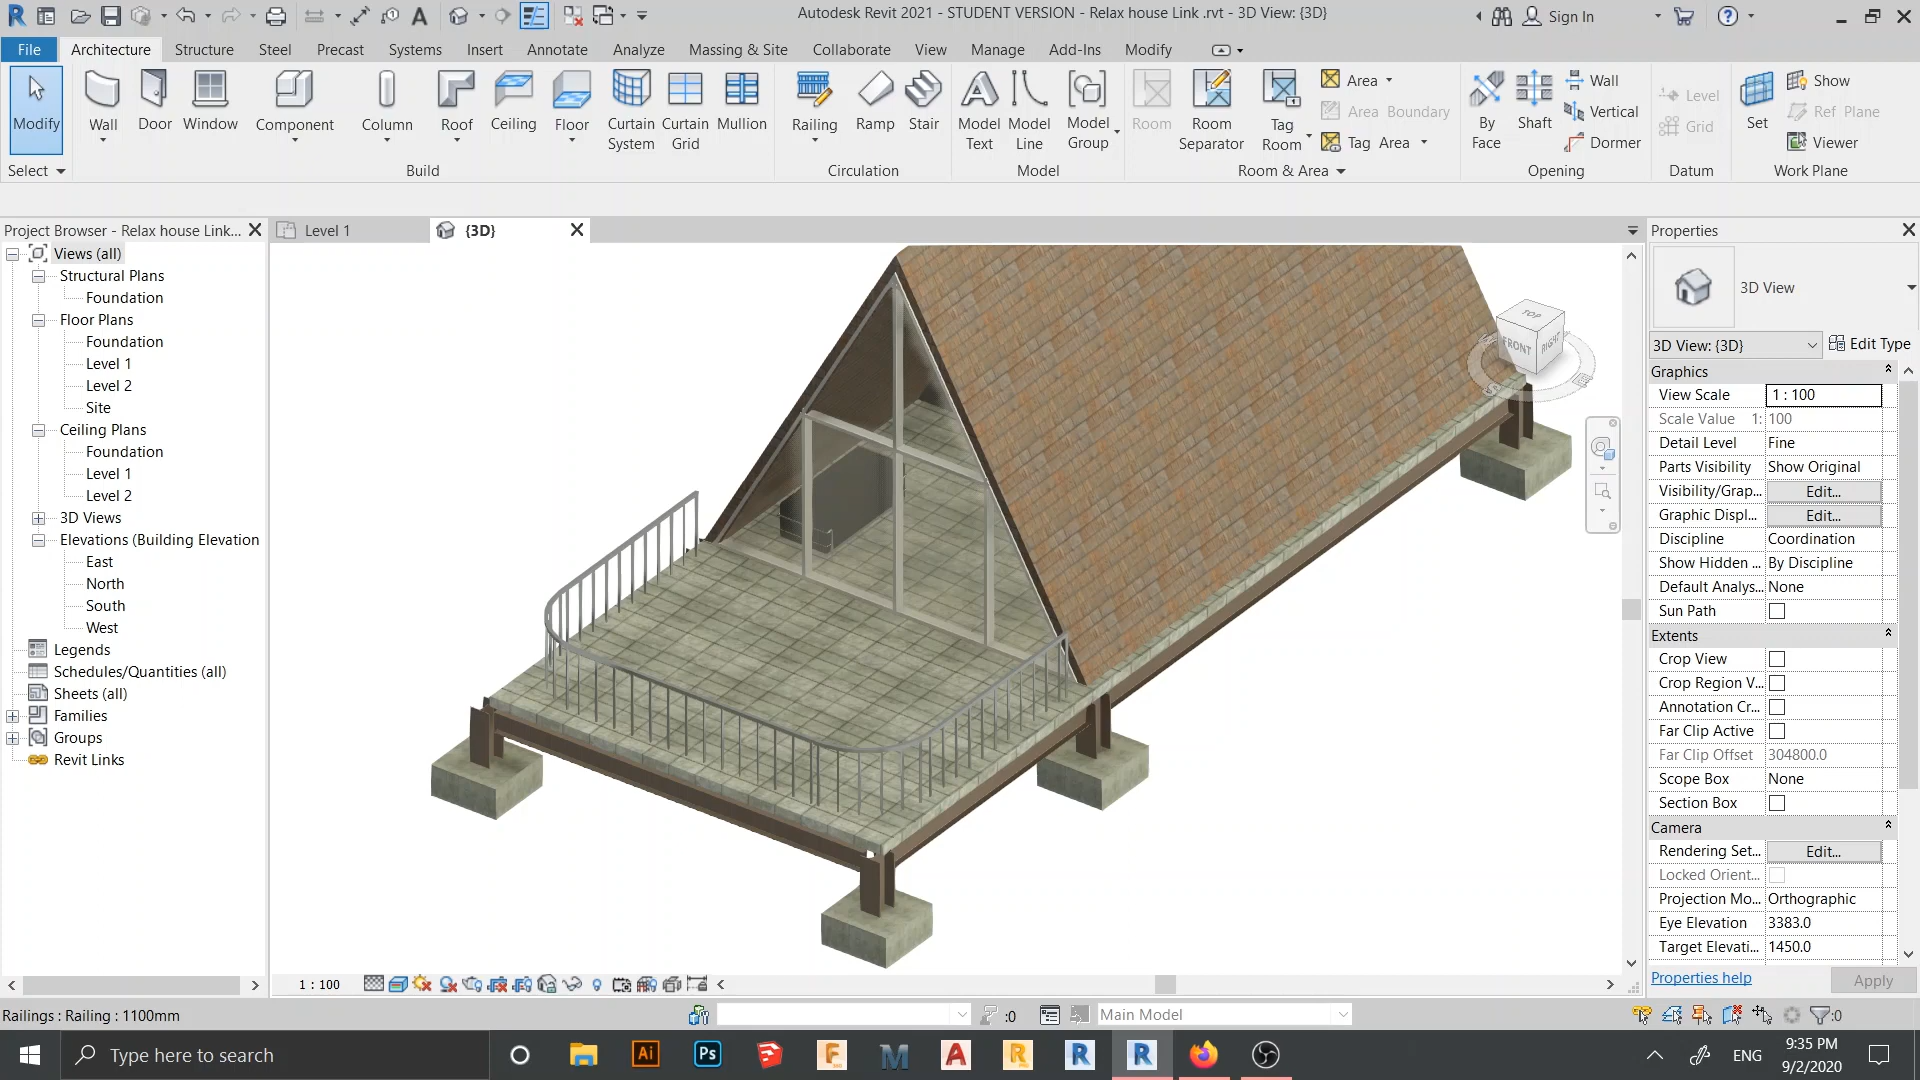 Autodesk Revit 2021 - STUDENT VERSION - Relax house Link .rvt - 3D View: {3D}
Sign In
File Architecture Structure Steel Precast Systems Insert Annotate Analyze Massing & Site Collaborate View Manage Add-Ins Modify
Modify
Wall
Door
Window
Component
Column
Roof
Ceiling
Floor
Curtain
System
Curtain
Grid
Mullion
Railing
Ramp
Stair
Model
Text
Model
Line
Model
Group
Room
Room
Separator
Tag
Room
Area
Area Boundary
Tag Area
By
Face
Shaft
Wall
Vertical
Dormer
Level
Grid
Set
Show
Ref Plane
Viewer
Select Build Circulation Model Room & Area Opening Datum Work Plane
Project Browser - Relax house Link...
Level 1
{3D}
Properties
Views (all)
Structural Plans
Foundation
Floor Plans
Foundation
Level 1
Level 2
Site
Ceiling Plans
Foundation
Level 1
Level 2
3D Views
Elevations (Building Elevation
East
North
South
West
Legends
Schedules/Quantities (all)
Sheets (all)
Families
Groups
Revit Links
TOP
FRONT
RIGHT
S
3D View
3D View: {3D}
Edit Type
Graphics
View Scale 1 : 100
Scale Value 1: 100
Detail Level Fine
Parts Visibility Show Original
Visibility/Grap... Edit...
Graphic Displ... Edit...
Discipline Coordination
Show Hidden ... By Discipline
Default Analys... None
Sun Path
Extents
Crop View
Crop Region V...
Annotation Cr...
Far Clip Active
Far Clip Offset 304800.0
Scope Box None
Section Box
Camera
Rendering Set... Edit...
Locked Orient...
Projection Mo... Orthographic
Eye Elevation 3383.0
Target Elevati... 1450.0
Properties help
Apply
1 : 100
Railings : Railing : 1100mm
:0
Main Model
:0
Type here to search
Ai
Ps
F
M
A
R
R
R
ENG
9:35 PM
9/2/2020